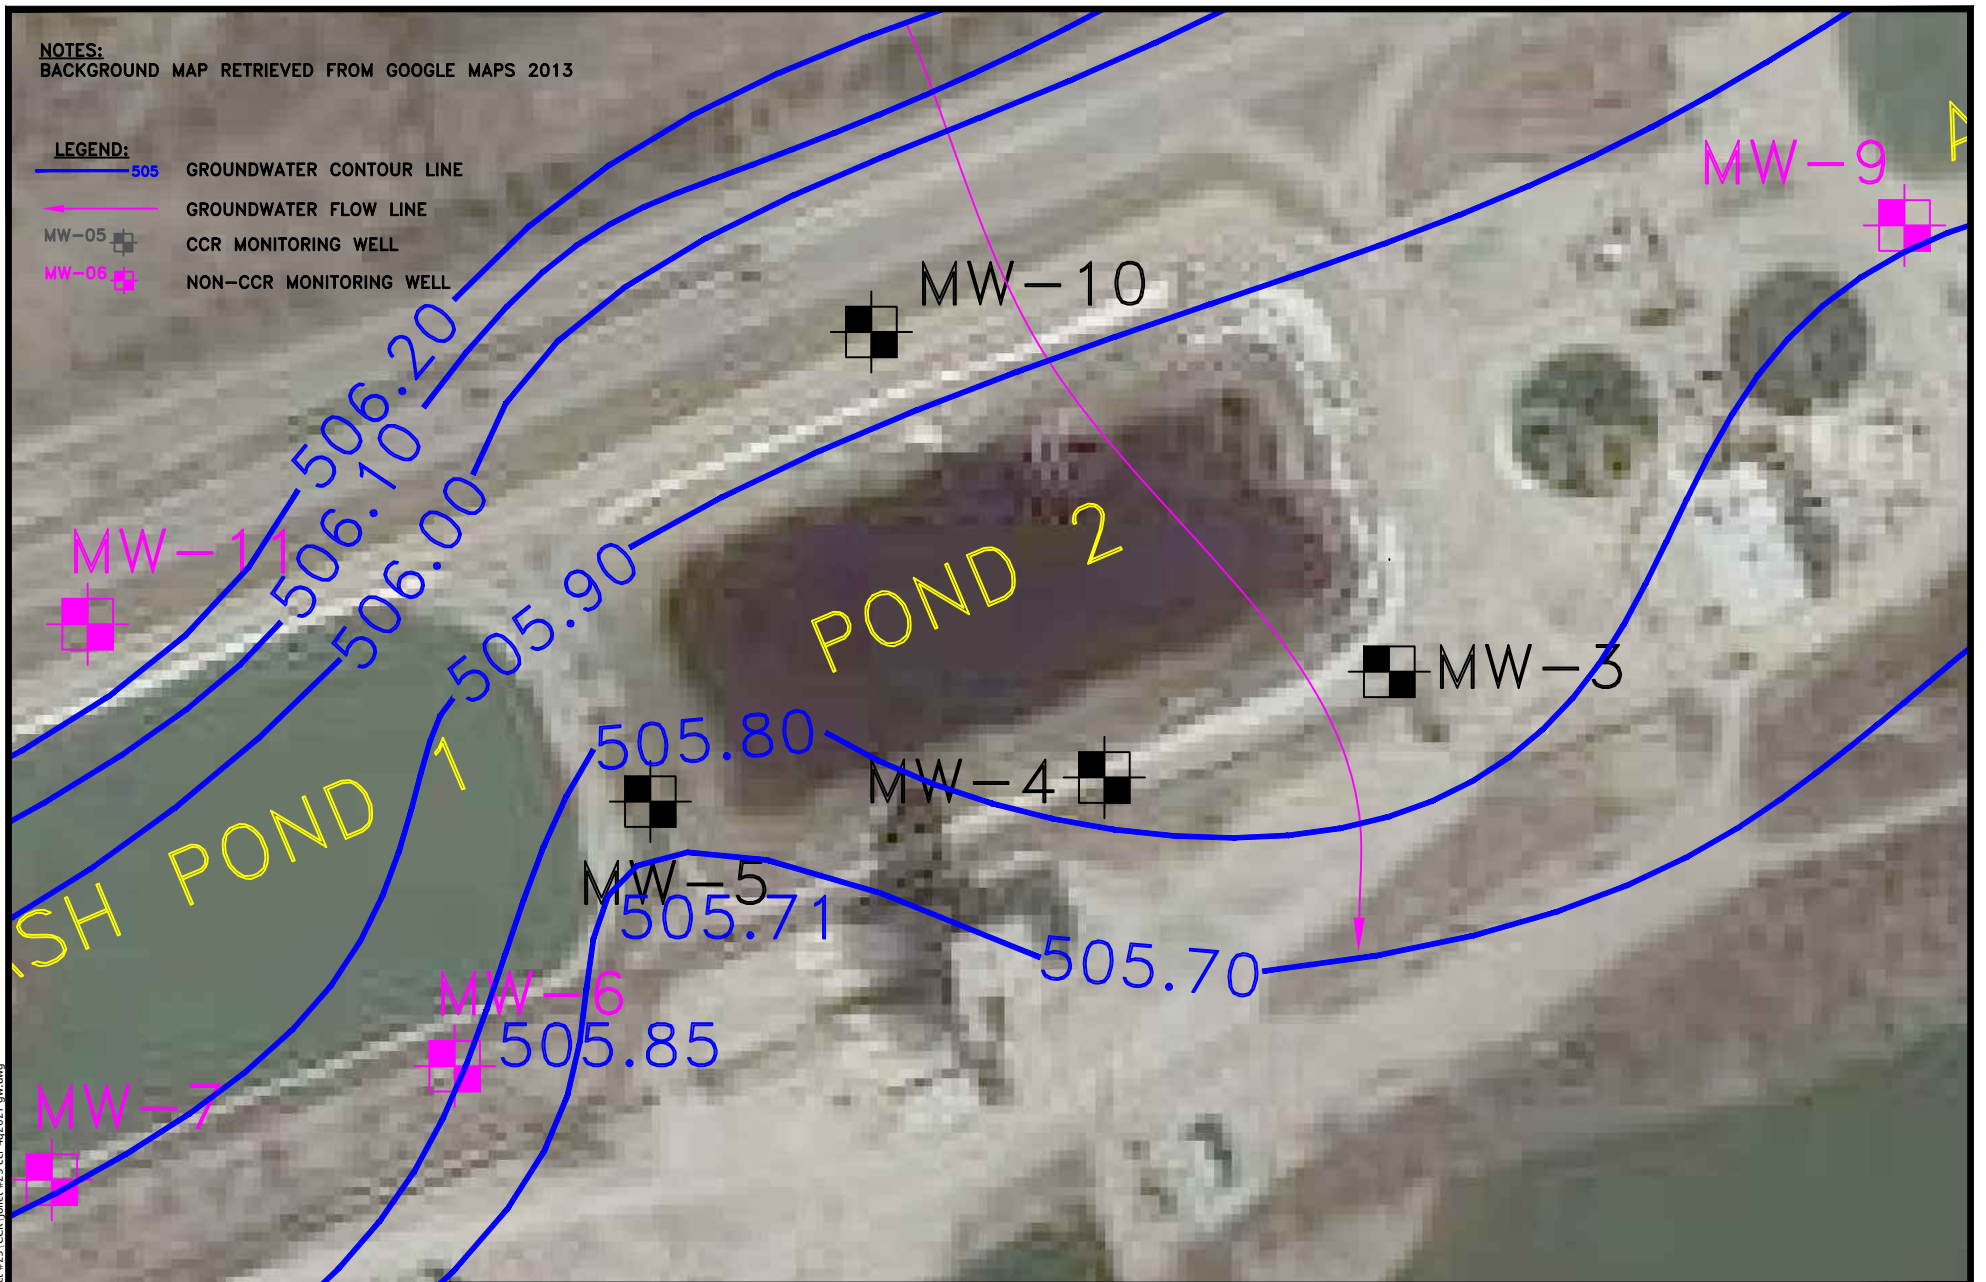 NOTES:
BACKGROUND MAP RETRIEVED FROM GOOGLE MAPS 2013
LEGEND:
505 GROUNDWATER CONTOUR LINE
GROUNDWATER FLOW LINE
MW-05 CCR MONITORING WELL
MW-06 NON-CCR MONITORING WELL
MW-9
MW-10
506.20
506.10
506.00
MW-11
505.90
POND 2
MW-3
505.80
MW-4
POND 1
MW-5
505.71
SH
505.70
MW-6
505.85
MW-7